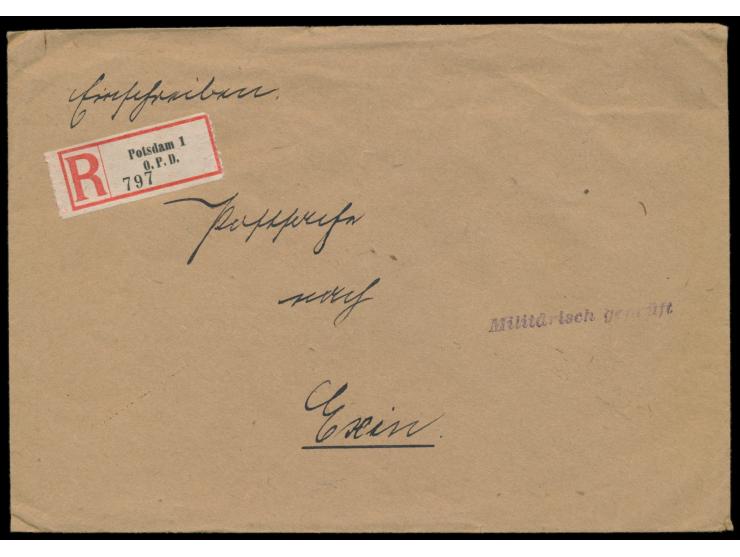 Einschreiben.
R
Potsdam 1
O.P.D.
797
Postsache
nach
Militärisch geprüft
Exin.